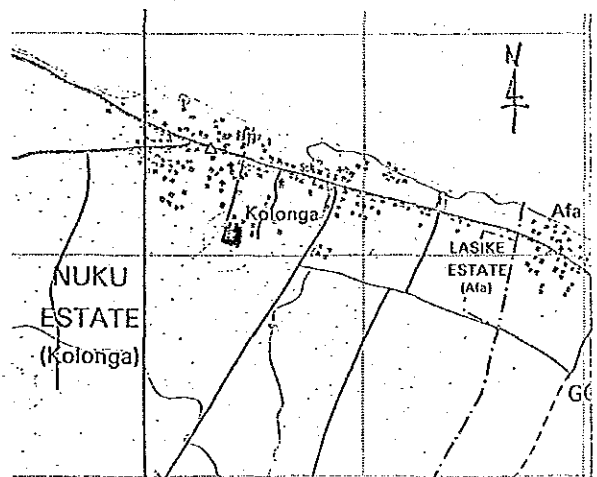 N
Afa
Kolonga
LASIKE
ESTATE
(Afa)
NUKU
ESTATE
(Kolonga)